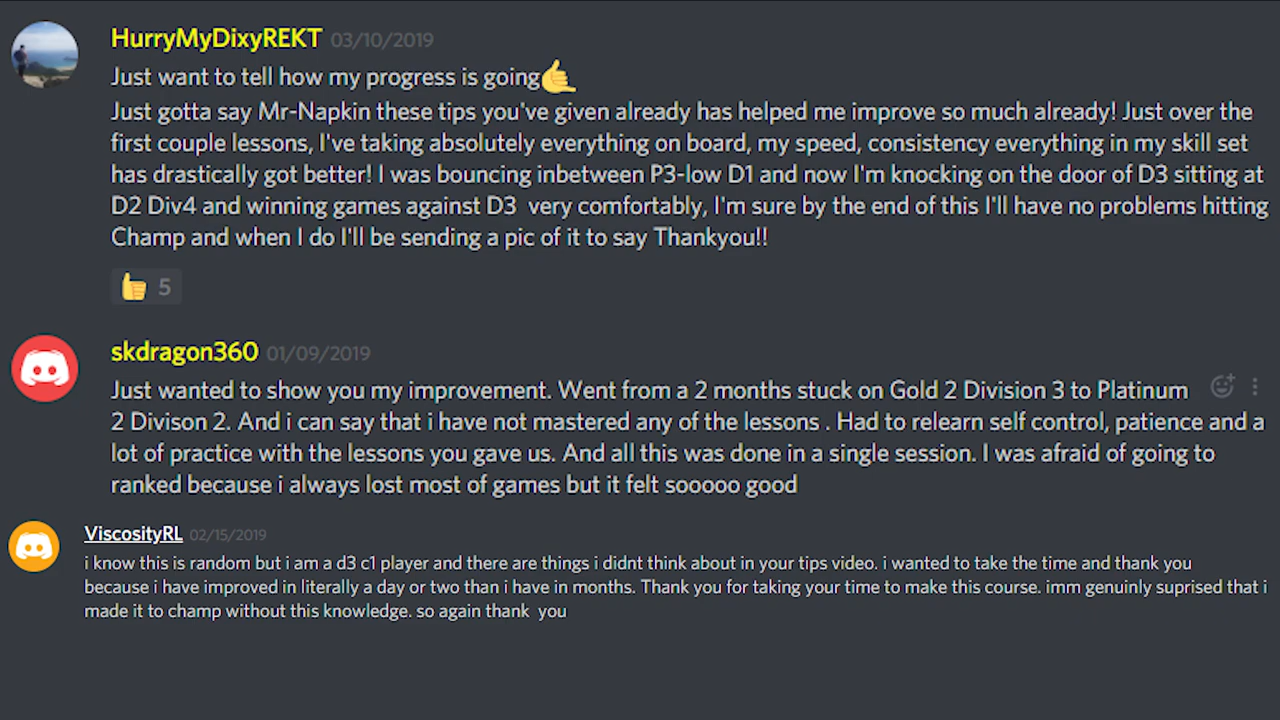 HurryMyDixyREKT 03/10/2019
Just want to tell how my progress is going🤙
Just gotta say Mr-Napkin these tips you've given already has helped me improve so much already! Just over the
first couple lessons, I've taking absolutely everything on board, my speed, consistency everything in my skill set
has drastically got better! I was bouncing inbetween P3-low D1 and now I'm knocking on the door of D3 sitting at
D2 Div4 and winning games against D3  very comfortably, I'm sure by the end of this I'll have no problems hitting
Champ and when I do I'll be sending a pic of it to say Thankyou!!
👍 5
skdragon360 01/09/2019
Just wanted to show you my improvement. Went from a 2 months stuck on Gold 2 Division 3 to Platinum
2 Divison 2. And i can say that i have not mastered any of the lessons . Had to relearn self control, patience and a
lot of practice with the lessons you gave us. And all this was done in a single session. I was afraid of going to
ranked because i always lost most of games but it felt sooooo good
ViscosityRL 02/15/2019
i know this is random but i am a d3 c1 player and there are things i didnt think about in your tips video. i wanted to take the time and thank you
because i have improved in literally a day or two than i have in months. Thank you for taking your time to make this course. imm genuinly suprised that i
made it to champ without this knowledge. so again thank  you